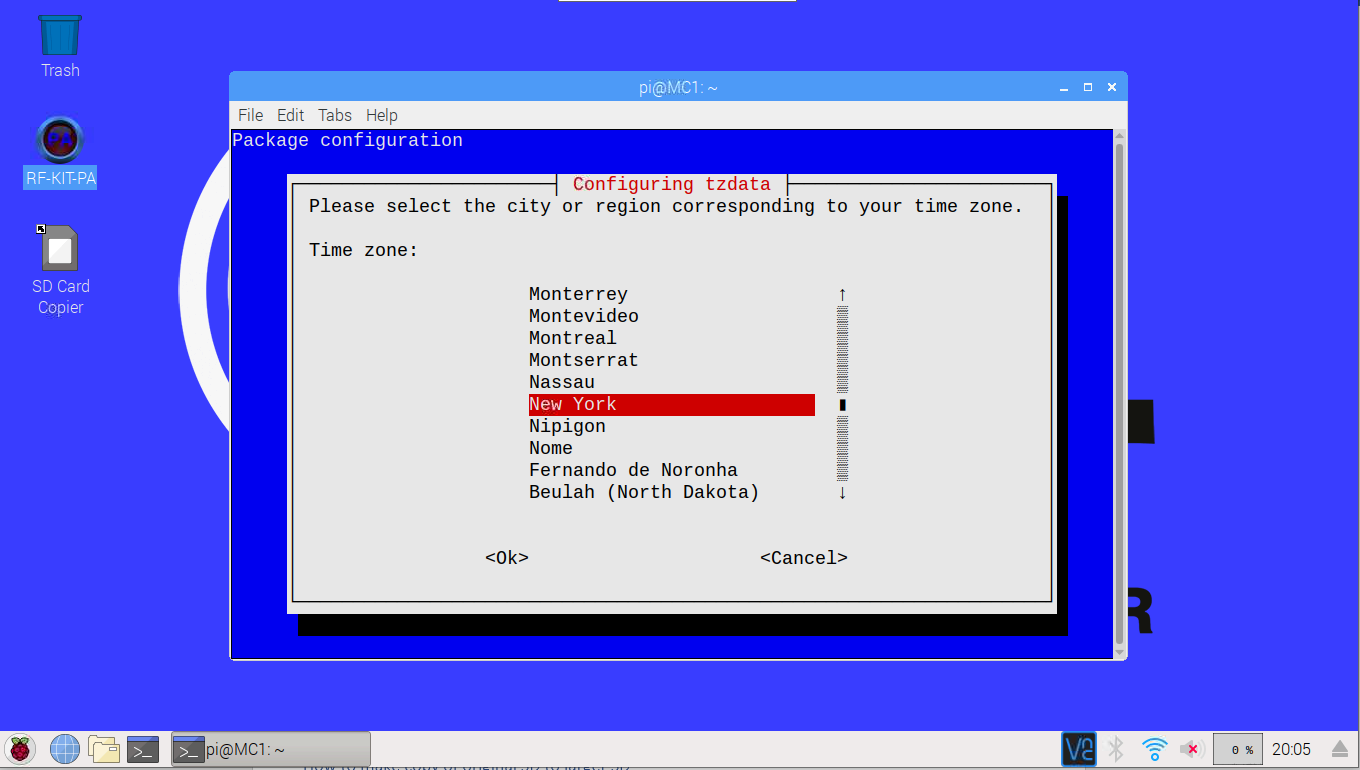 Trash
RF-KIT-PA
SD Card
Copier
pi@MC1: ~
File Edit Tabs Help
Package configuration
Configuring tzdata
Please select the city or region corresponding to your time zone.
Time zone:
Monterrey
Montevideo
Montreal
Montserrat
Nassau
New York
Nipigon
Nome
Fernando de Noronha
Beulah (North Dakota)
<Ok> <Cancel>
R
pi@MC1: ~
0 %
20:05